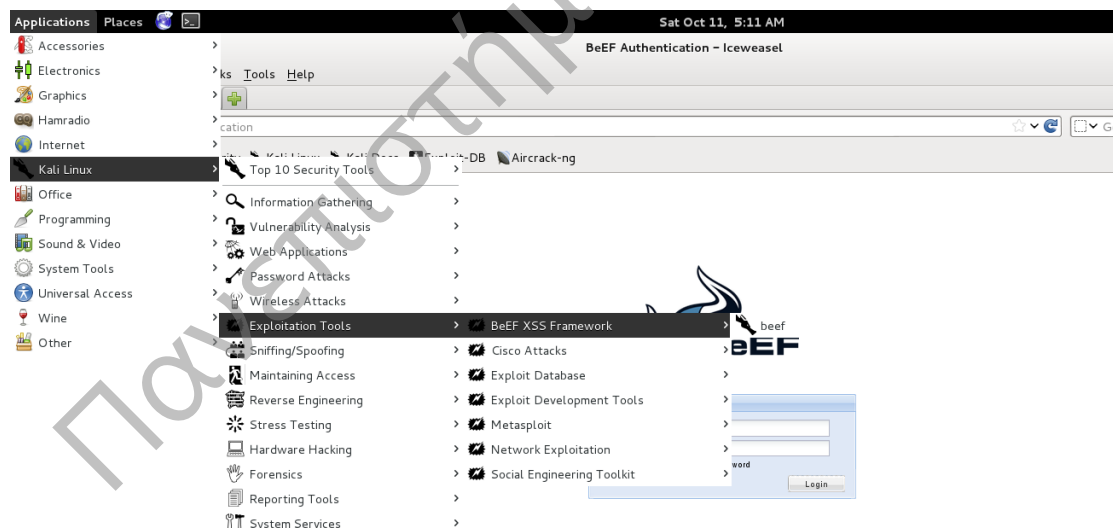 Applications Places Sat Oct 11, 5:11 AM
BeEF Authentication - Iceweasel
ks Tools Help
cation
Kali Linux Kali Docs Exploit-DB Aircrack-ng
Accessories
Electronics
Graphics
Hamradio
Internet
Kali Linux
Office
Programming
Sound & Video
System Tools
Universal Access
Wine
Other
Top 10 Security Tools
Information Gathering
Vulnerability Analysis
Web Applications
Password Attacks
Wireless Attacks
Exploitation Tools
Sniffing/Spoofing
Maintaining Access
Reverse Engineering
Stress Testing
Hardware Hacking
Forensics
Reporting Tools
System Services
BeEF XSS Framework
Cisco Attacks
Exploit Database
Exploit Development Tools
Metasploit
Network Exploitation
Social Engineering Toolkit
beef
BeEF
word
Login
Πανεπιστήμ